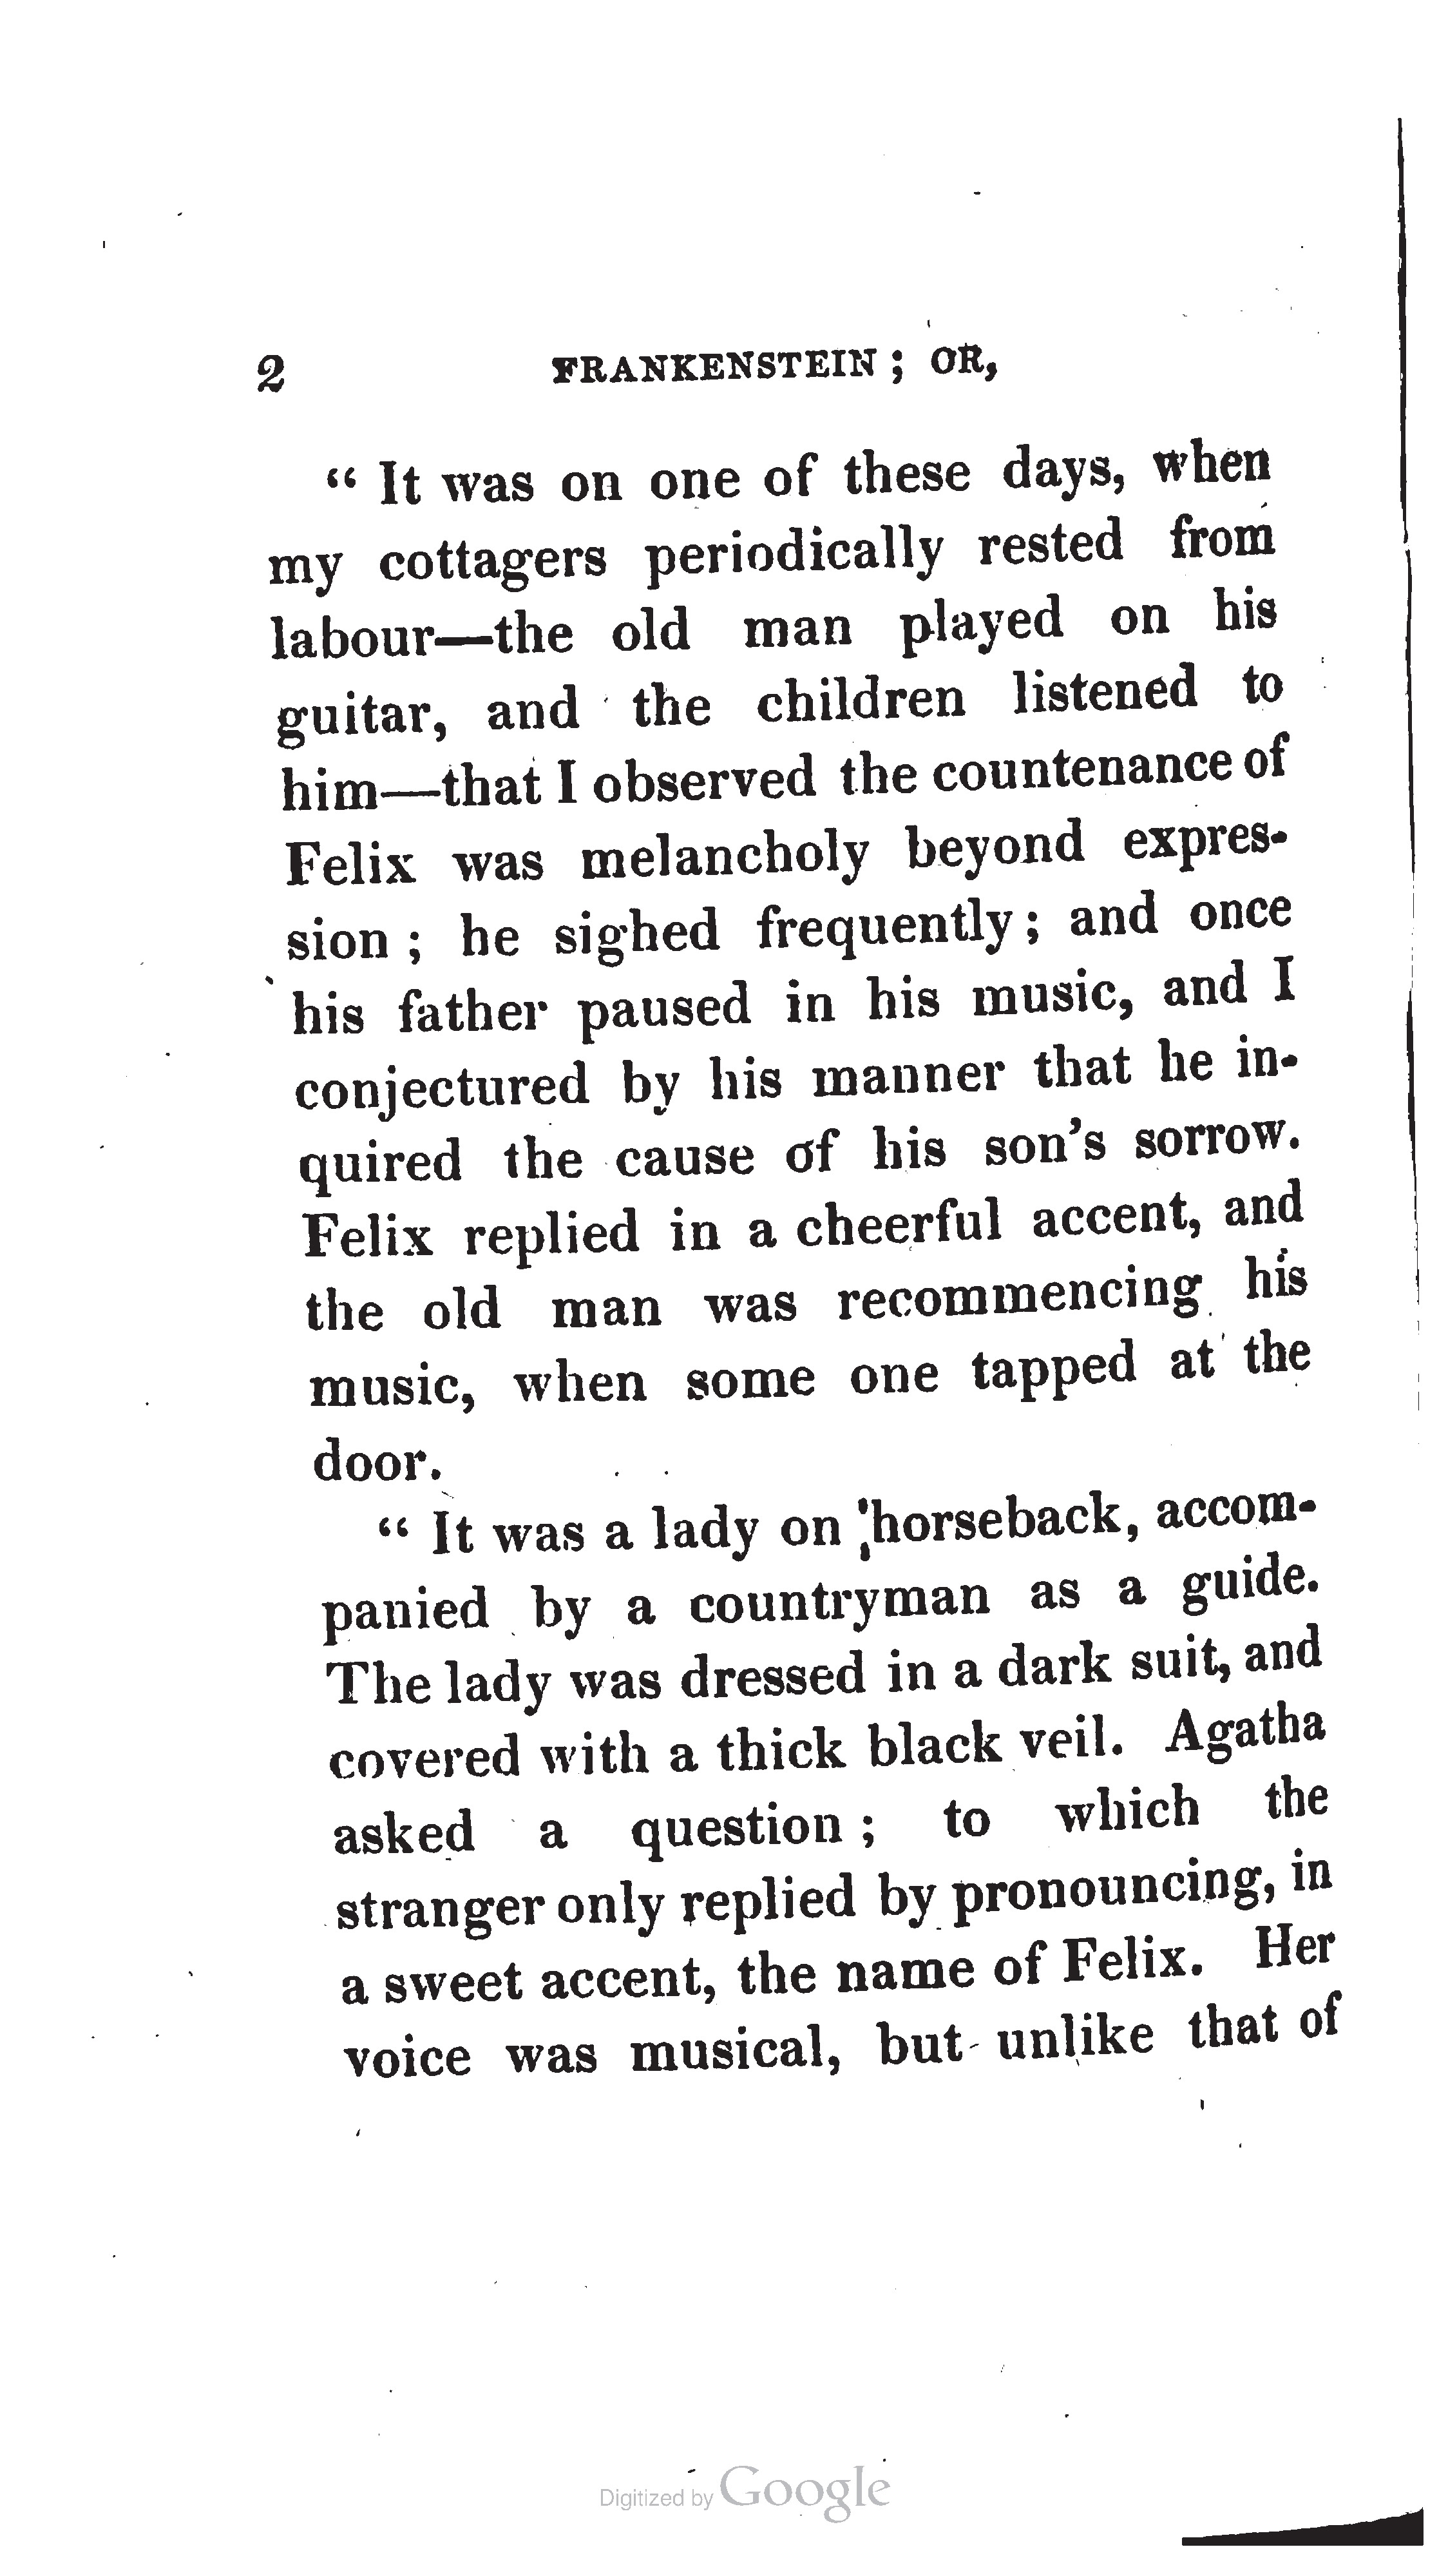 2 FRANKENSTEIN ; OR,
“ It was on one of these days, when
my cottagers periodically rested from
labour—the old man played on his
guitar, and the children listened to
him—that I observed the countenance of
Felix was melancholy beyond expres-
sion ; he sighed frequently ; and once
his father paused in his music, and I
conjectured by his manner that he in-
quired the cause of his son’s sorrow.
Felix replied in a cheerful accent, and
the old man was recommencing his
music, when some one tapped at the
door.
“ It was a lady on horseback, accom-
panied by a countryman as a guide.
The lady was dressed in a dark suit, and
covered with a thick black veil. Agatha
asked a question ; to which the
stranger only replied by pronouncing, in
a sweet accent, the name of Felix. Her
voice was musical, but unlike that of
Digitized by Google